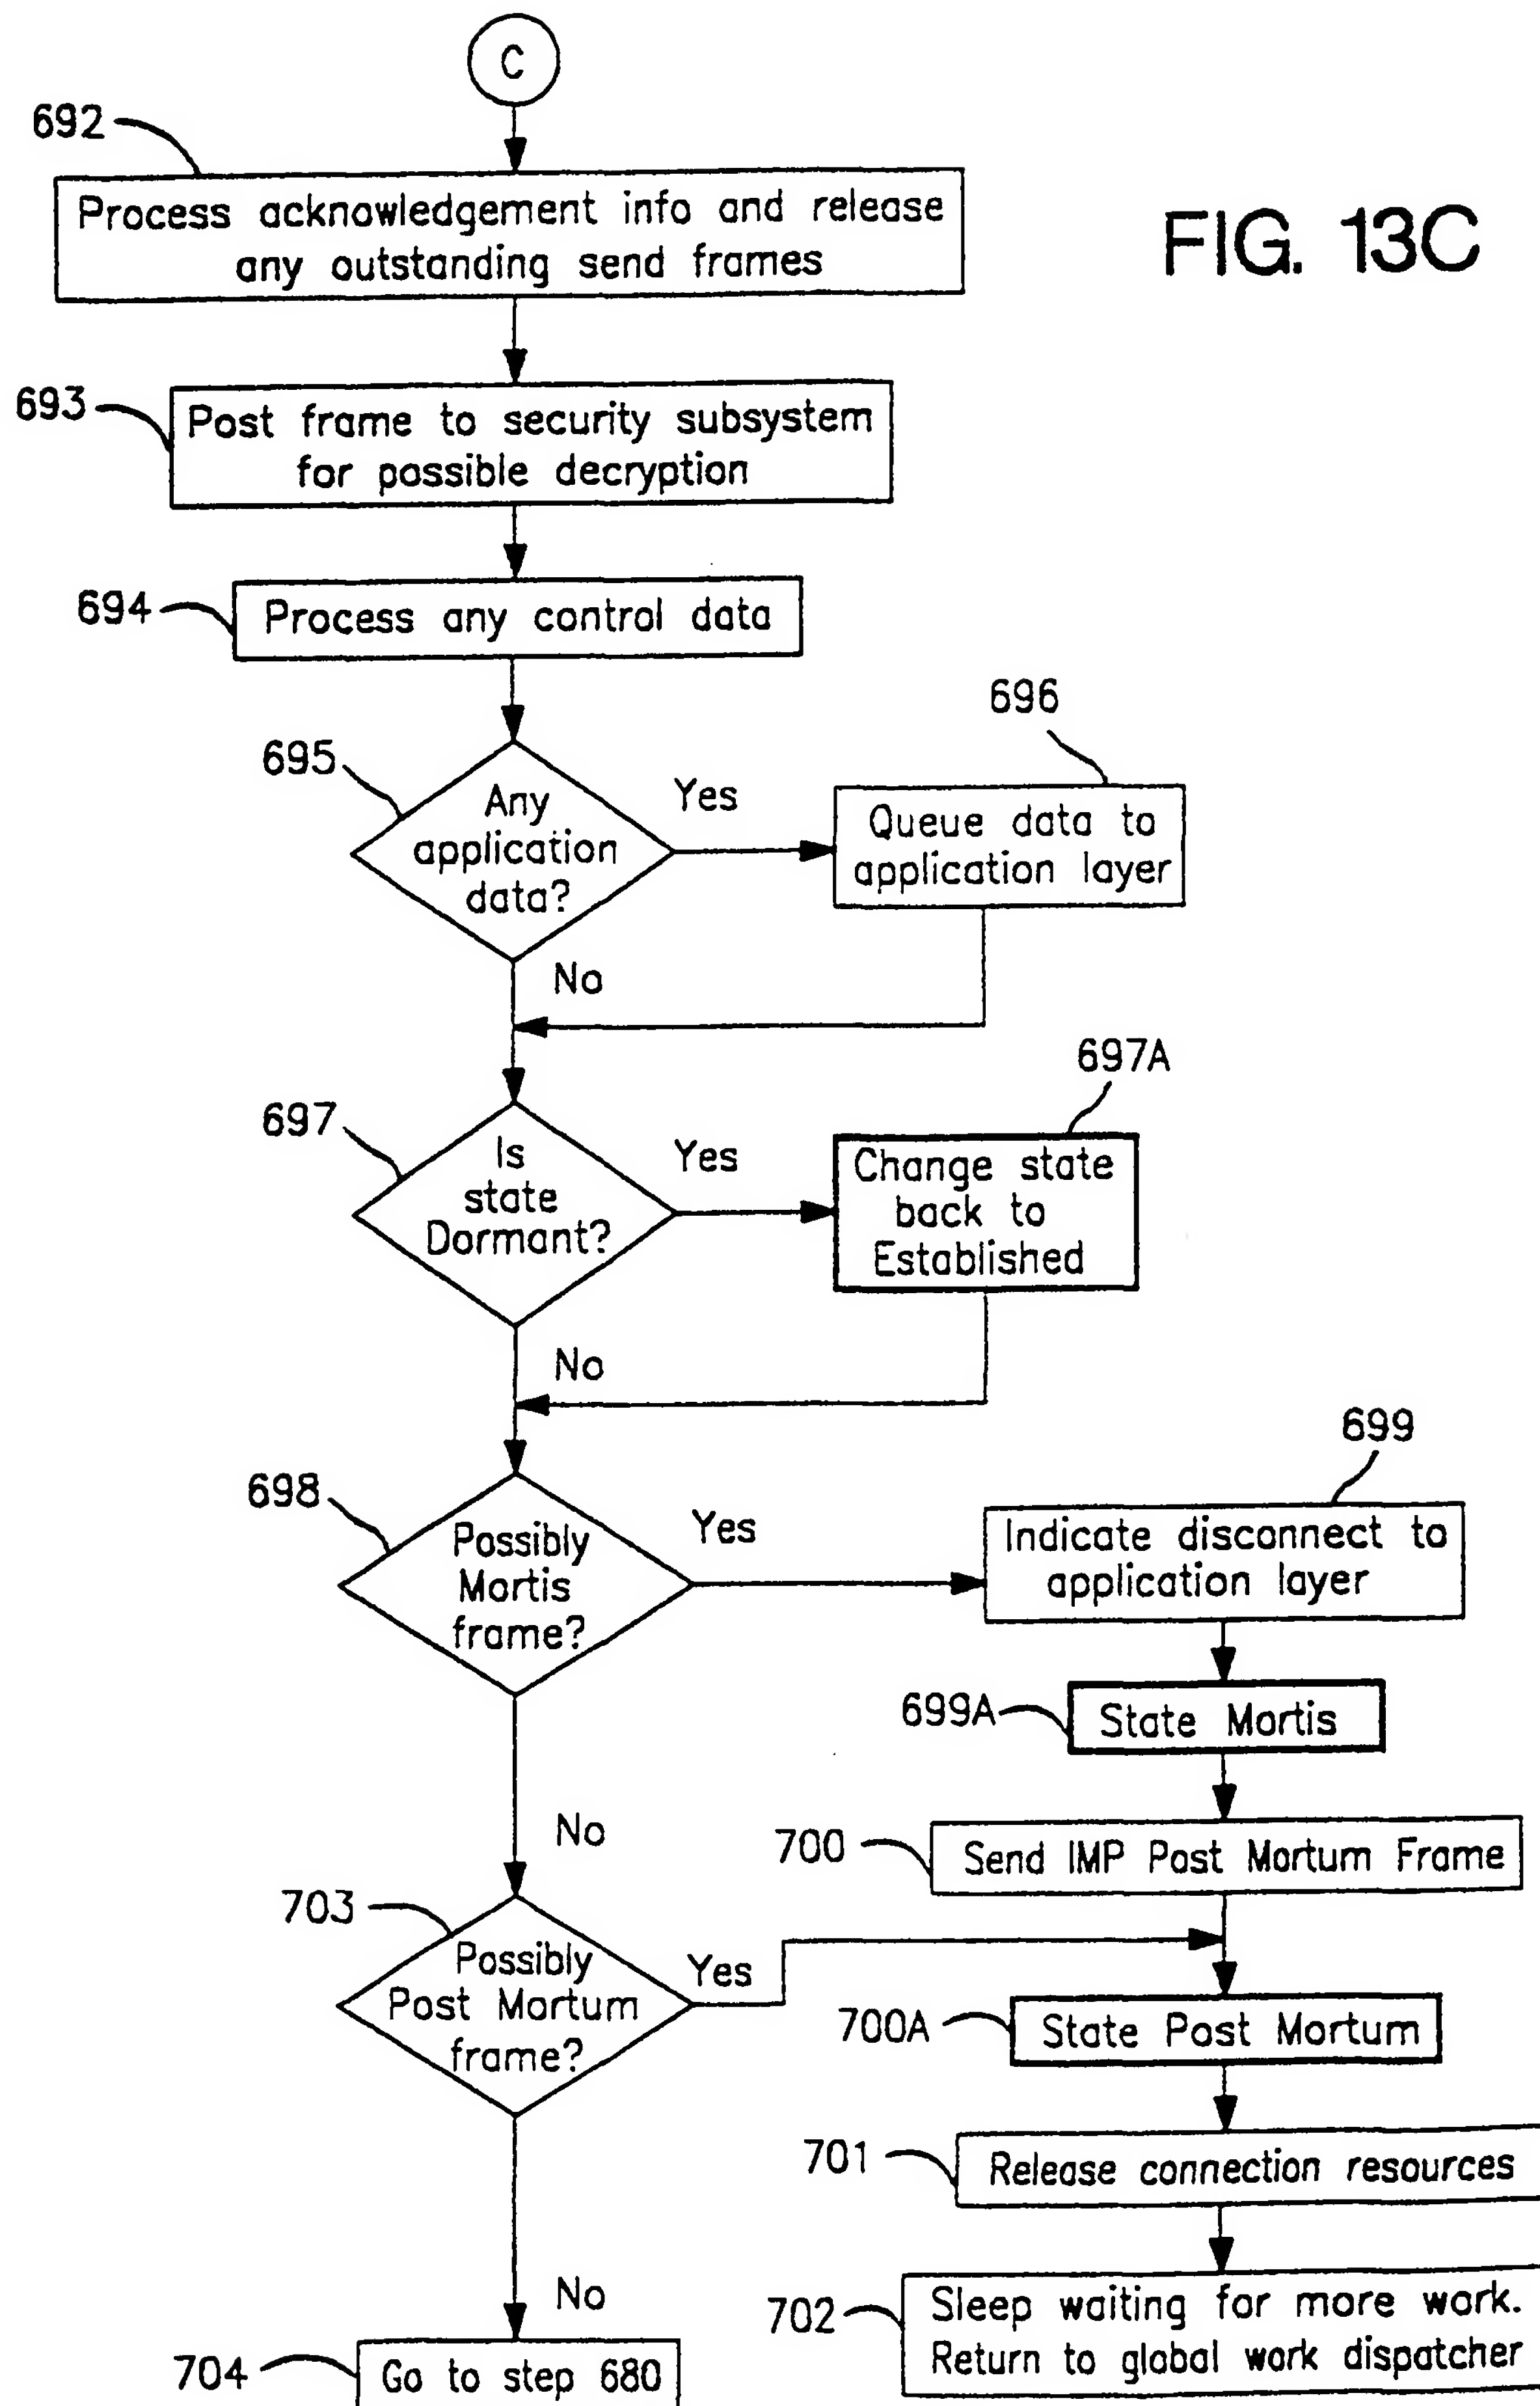 C
692
Process acknowledgement info and release
any outstanding send frames
FIG. 13C
693
Post frame to security subsystem
for possible decryption
694
Process any control data
695
Any
application
data?
Yes
696
Queue data to
application layer
No
697
Is
state
Dormant?
Yes
697A
Change state
back to
Established
No
698
Possibly
Mortis
frame?
Yes
699
Indicate disconnect to
application layer
699A
State Mortis
No
700
Send IMP Post Mortum Frame
703
Possibly
Post Mortum
frame?
Yes
700A
State Post Mortum
701
Release connection resources
No
702
Sleep waiting for more work.
Return to global work dispatcher
704
Go to step 680